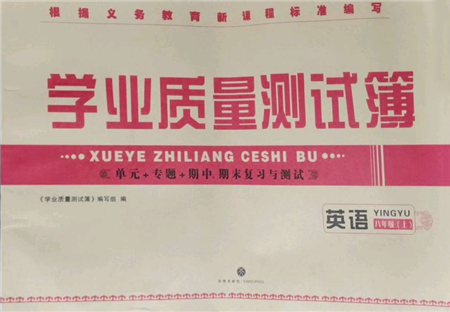 根据义务教育新课程标准编写
学业质量测试簿
XUEYE ZHILIANG CESHI BU
单元+专题+期中、期末复习与测试
《学业质量测试簿》编写组 编
英语
YINGYU
八年级(上)